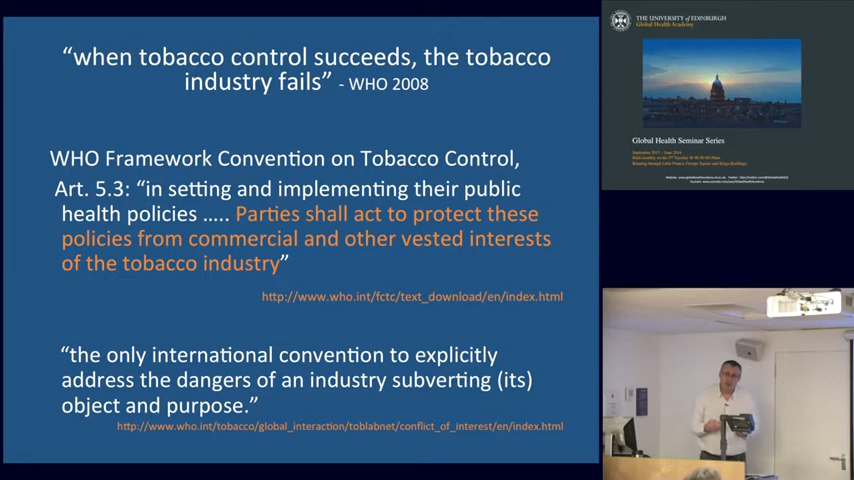 “when tobacco control succeeds, the tobacco
industry fails” - WHO 2008
WHO Framework Convention on Tobacco Control,
Art. 5.3: “in setting and implementing their public
health policies ..... Parties shall act to protect these
policies from commercial and other vested interests
of the tobacco industry”
http://www.who.int/fctc/text_download/en/index.html
“the only international convention to explicitly
address the dangers of an industry subverting (its)
object and purpose.”
http://www.who.int/tobacco/global_interaction/toblabnet/conflict_of_interest/en/index.html
THE UNIVERSITY of EDINBURGH
Global Health Academy
Global Health Seminar Series